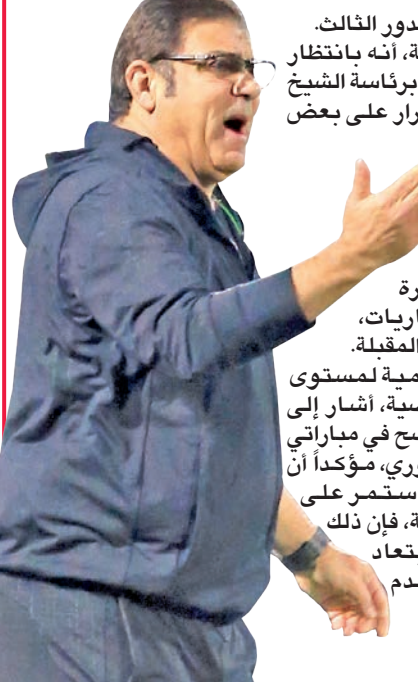 دور الثالث.
ة، أنه بانتظار
برئاسة الشيخ
رار على بعض
رة
اريات،
المقبلة.
مية لمستوى
سية، أشار إلى
ح في مباراتي
وري، مؤكداً أن
ستمر على
ة، فإن ذلك
تعاد
دم